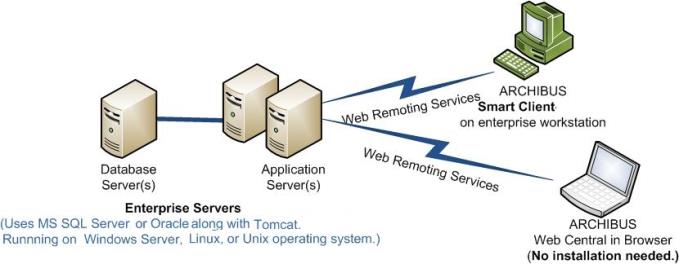 ARCHIBUS
Smart Client
on enterprise workstation
Web Remoting Services
Web Remoting Services
Database
Server(s)
Application
Server(s)
Enterprise Servers
(Uses MS SQL Server or Oracle along with Tomcat.
Runnning on Windows Server, Linux, or Unix operating system.)
ARCHIBUS
Web Central in Browser
(No installation needed.)